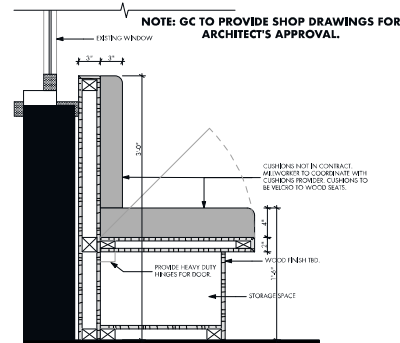 NOTE: GC TO PROVIDE SHOP DRAWINGS FOR
ARCHITECT'S APPROVAL.
EXISTING WINDOW
3" 3"
3'-0"
CUSHIONS NOT IN CONTRACT.
MILLWORKER TO COORDINATE WITH
CUSHIONS PROVIDER. CUSHIONS TO
BE VELCRO TO WOOD SEATS.
4"
2"
1'-6"
WOOD FINISH TBD.
PROVIDE HEAVY DUTY
HINGES FOR DOOR.
STORAGE SPACE